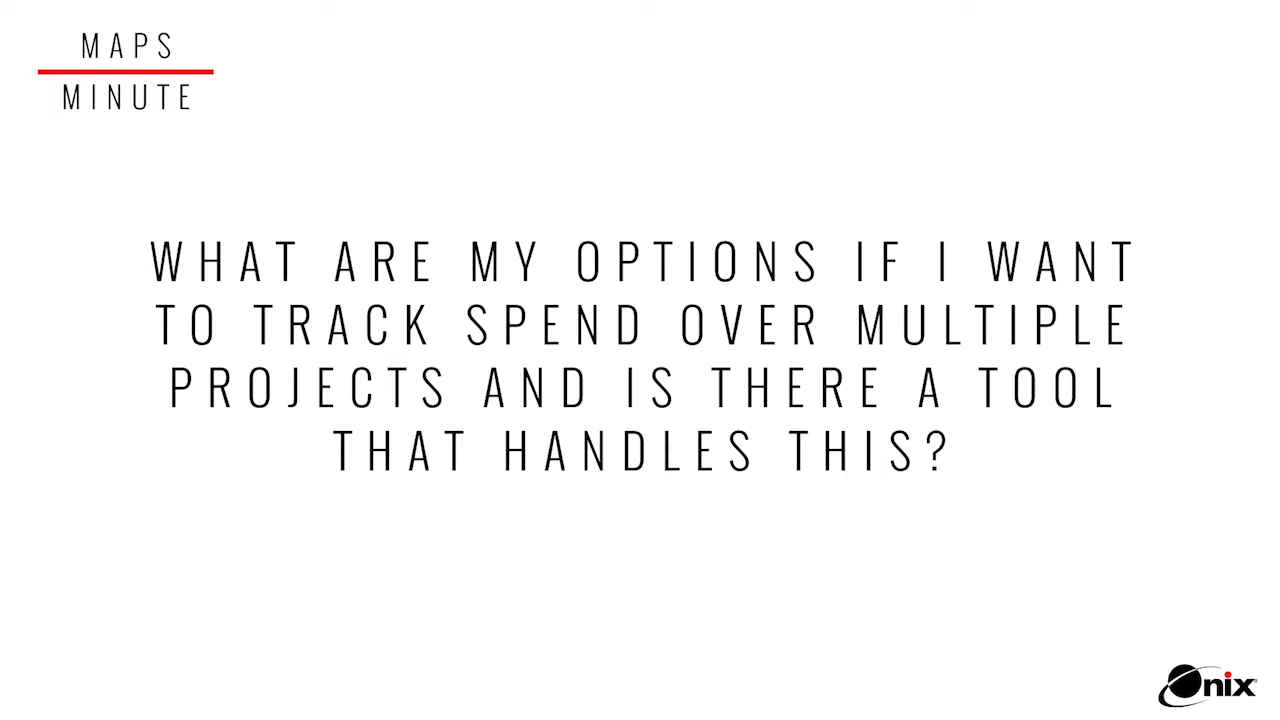 MAPS
MINUTE
WHAT ARE MY OPTIONS IF I WANT
TO TRACK SPEND OVER MULTIPLE
PROJECTS AND IS THERE A TOOL
THAT HANDLES THIS?
Onix